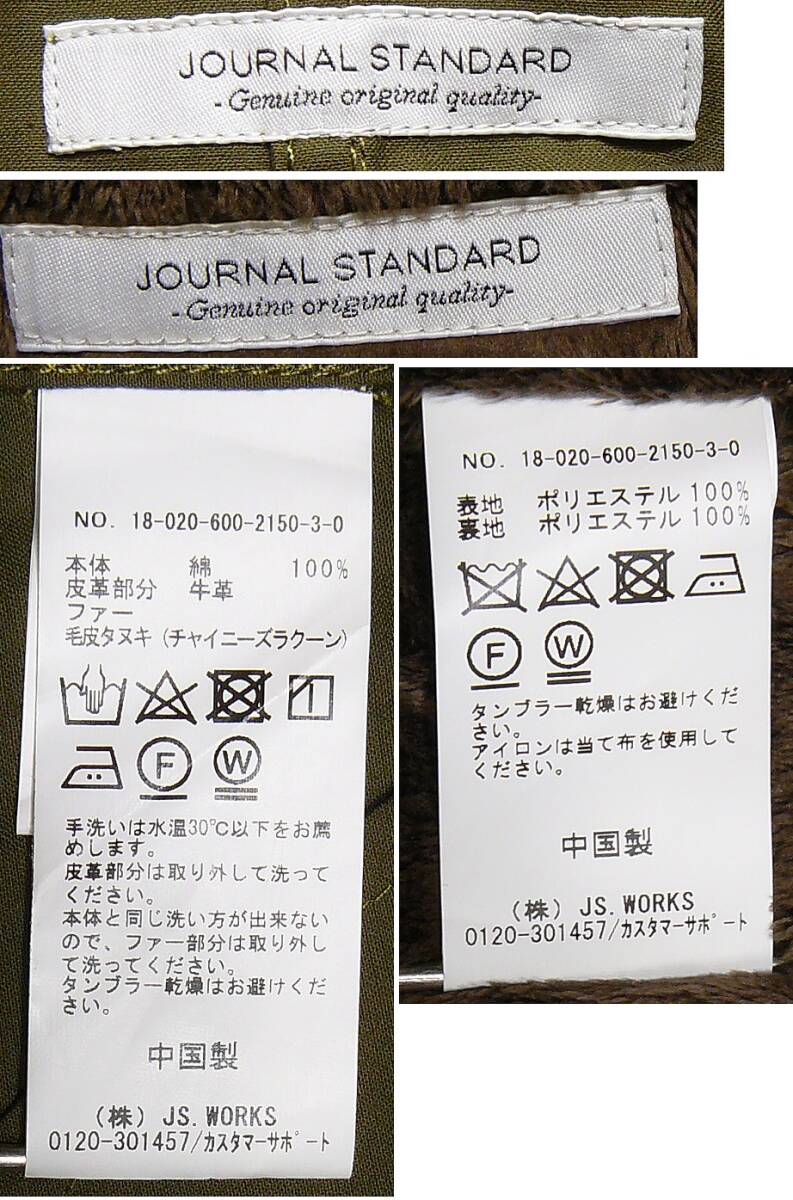 JOURNAL STANDARD
-Genuine original quality-
JOURNAL STANDARD
-Genuine original quality-
NO. 18-020-600-2150-3-0
本体 綿 100%
皮革部分 牛革
ファー
毛皮タヌキ (チャイニーズラクーン)
F W
手洗いは水温30℃以下をお薦
めします。
皮革部分は取り外して洗って
ください。
本体と同じ洗い方が出来ない
ので、ファー部分は取り外し
て洗ってください。
タンブラー乾燥はお避けくだ
さい。
中国製
(株) JS.WORKS
0120-301457/カスタマーサポート
NO. 18-020-600-2150-3-0
表地 ポリエステル 100%
裏地 ポリエステル 100%
F W
タンブラー乾燥はお避けくだ
さい。
アイロンは当て布を使用して
ください。
中国製
(株) JS.WORKS
0120-301457/カスタマーサポート